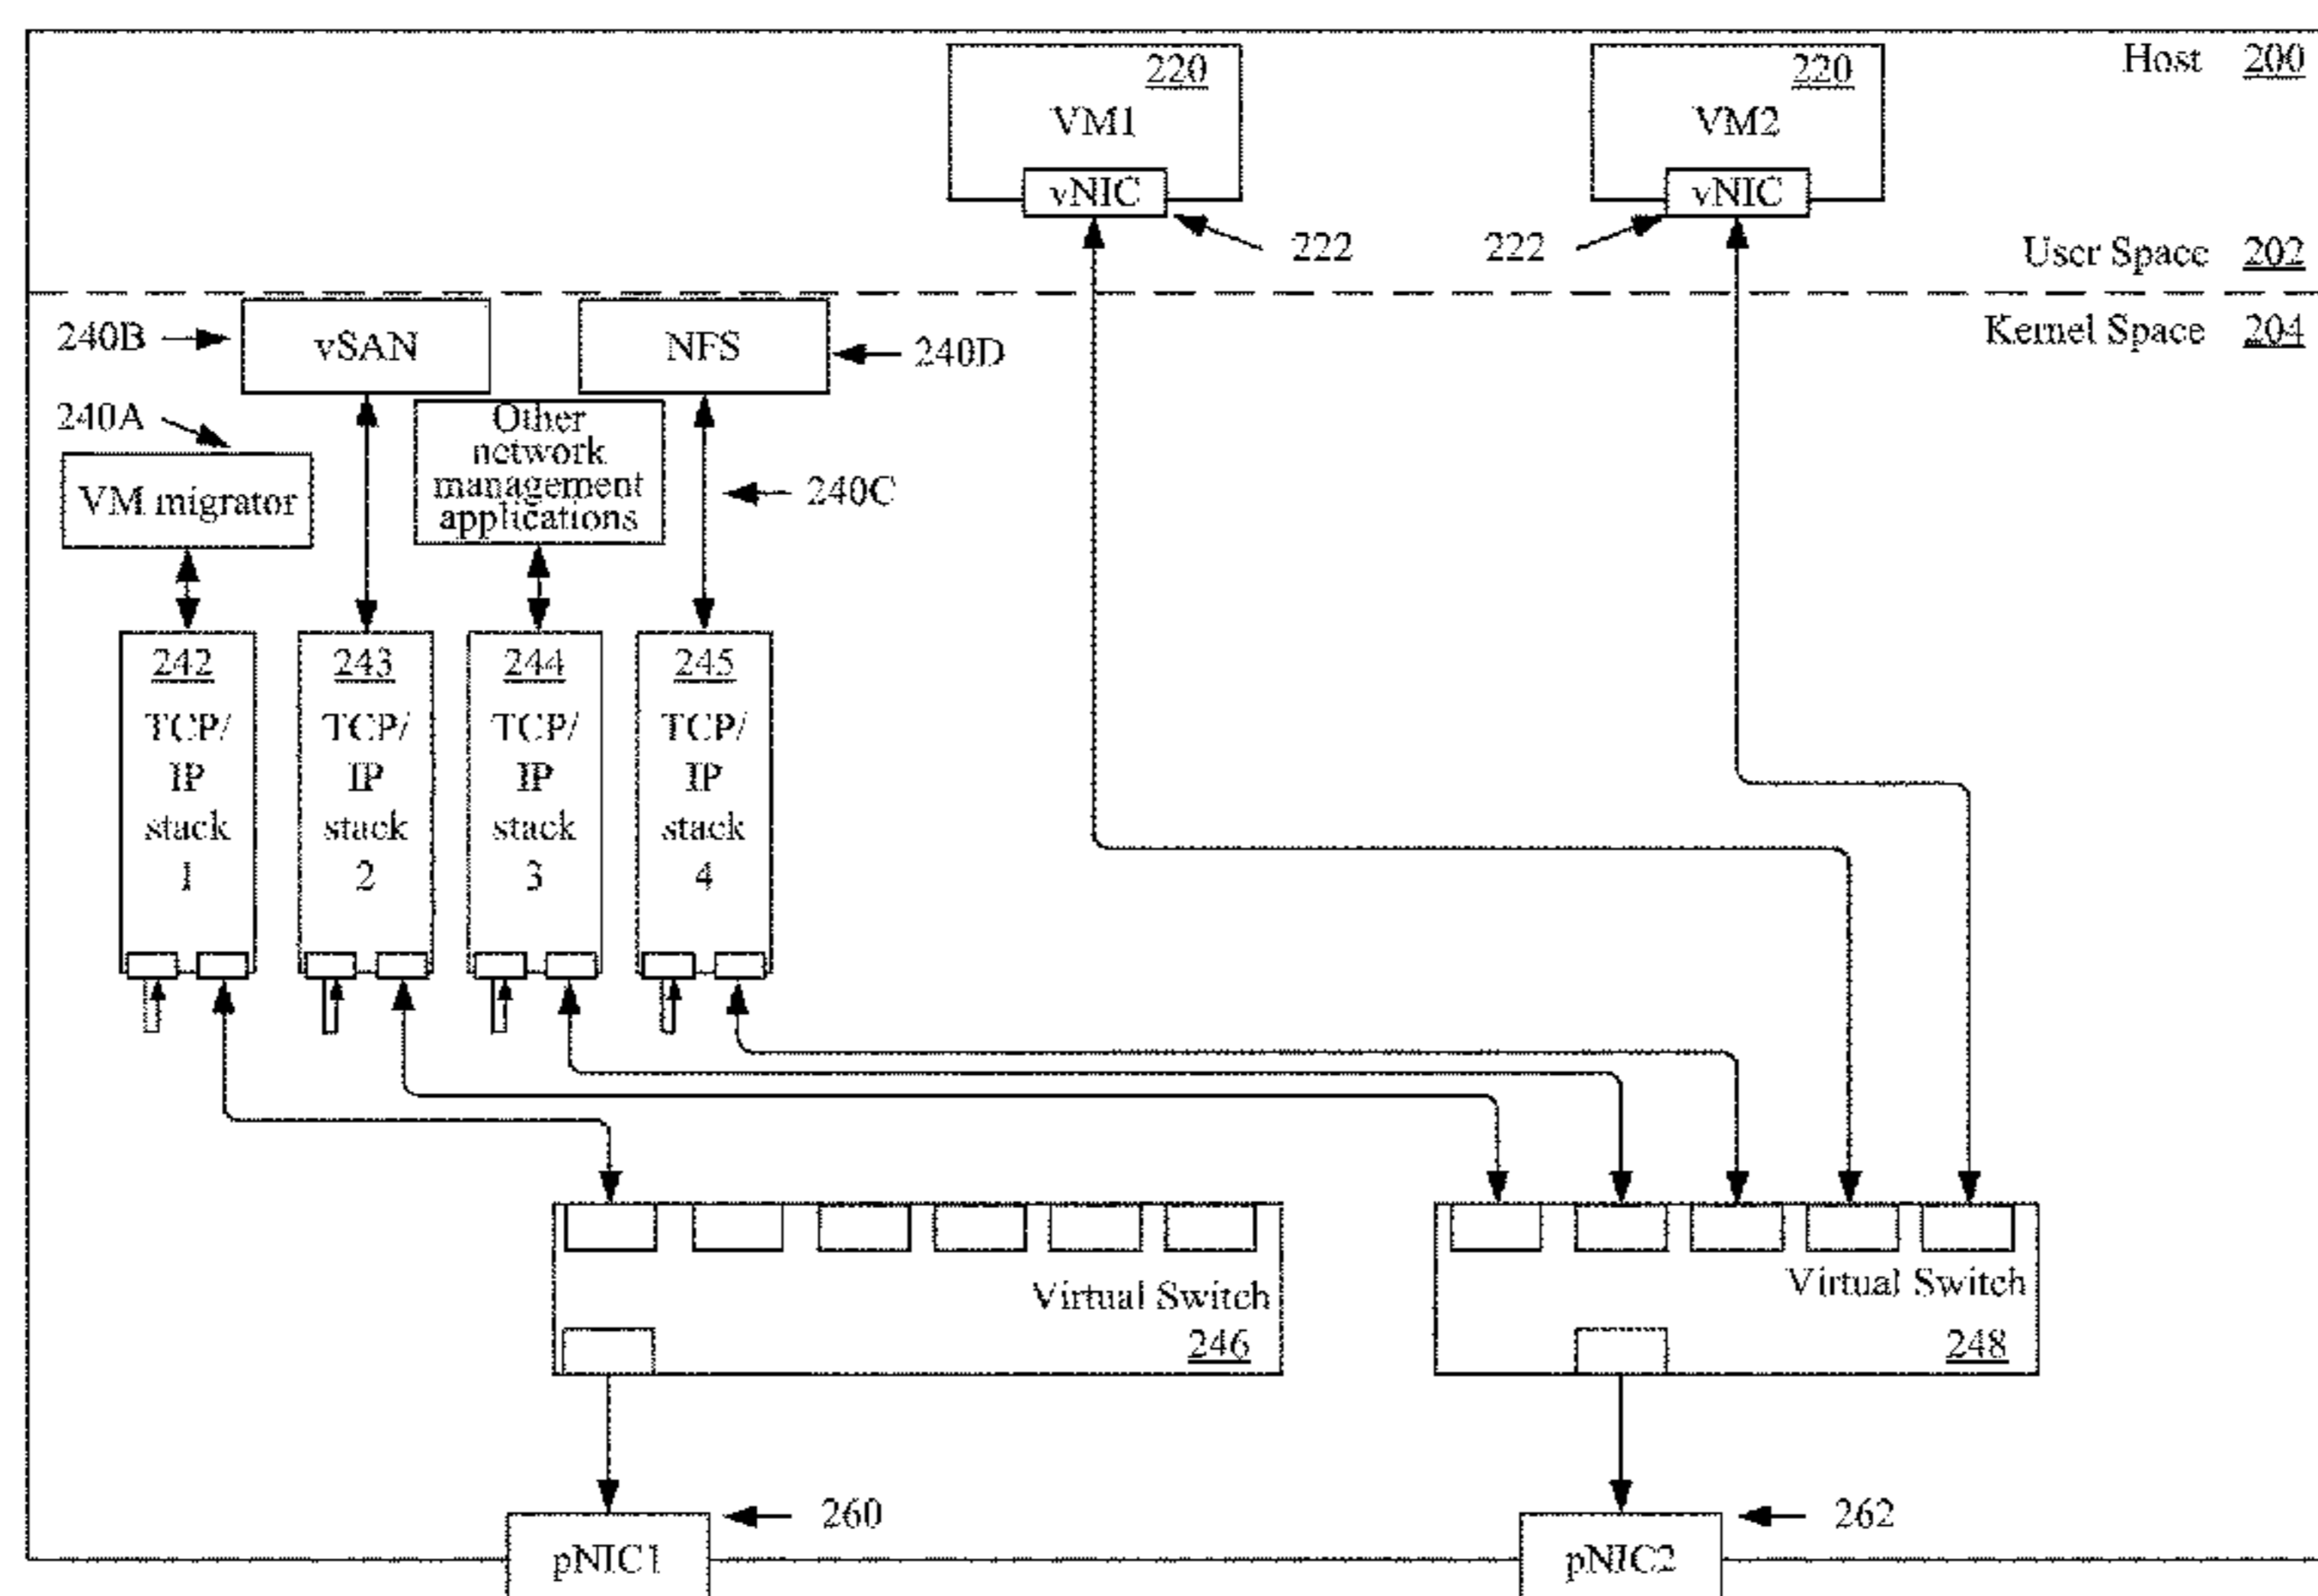 Host 200
220
VM1
vNIC
222
220
VM2
vNIC
222
User Space 202
Kernel Space 204
240B
vSAN
NFS
240D
240A
VM migrator
Other
network
management
applications
240C
242
TCP/
IP
stack
1
243
TCP/
IP
stack
2
244
TCP/
IP
stack
3
245
TCP/
IP
stack
4
Virtual Switch
246
Virtual Switch
248
260
pNIC1
262
pNIC2